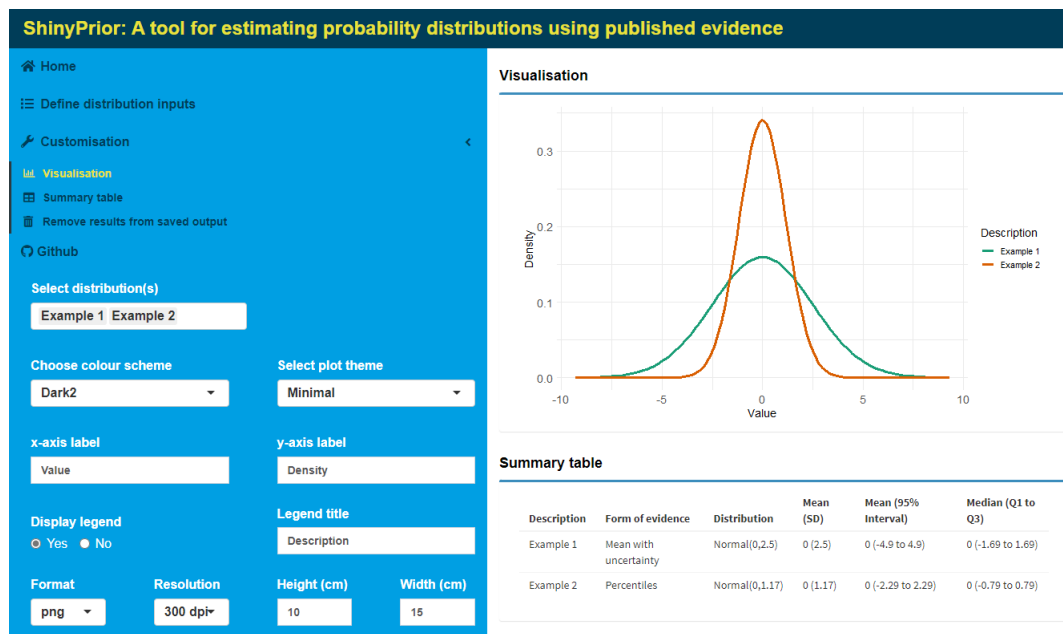 ShinyPrior: A tool for estimating probability distributions using published evidence
Home
Define distribution inputs
Customisation
Visualisation
Summary table
Remove results from saved output
Github
Select distribution(s)
Example 1 Example 2
Choose colour scheme
Select plot theme
Dark2
Minimal
x-axis label
y-axis label
Value
Density
Display legend
Legend title
Yes No
Description
Format
Resolution
Height (cm)
Width (cm)
png
300 dpi
10
15
Visualisation
0.3
0.2
0.1
0.0
Density
-10
-5
0
5
10
Value
Description
Example 1
Example 2
Summary table
Description Form of evidence Distribution Mean (SD) Mean (95% Interval) Median (Q1 to Q3)
Example 1 Mean with uncertainty Normal(0,2.5) 0 (2.5) 0 (-4.9 to 4.9) 0 (-1.69 to 1.69)
Example 2 Percentiles Normal(0,1.17) 0 (1.17) 0 (-2.29 to 2.29) 0 (-0.79 to 0.79)